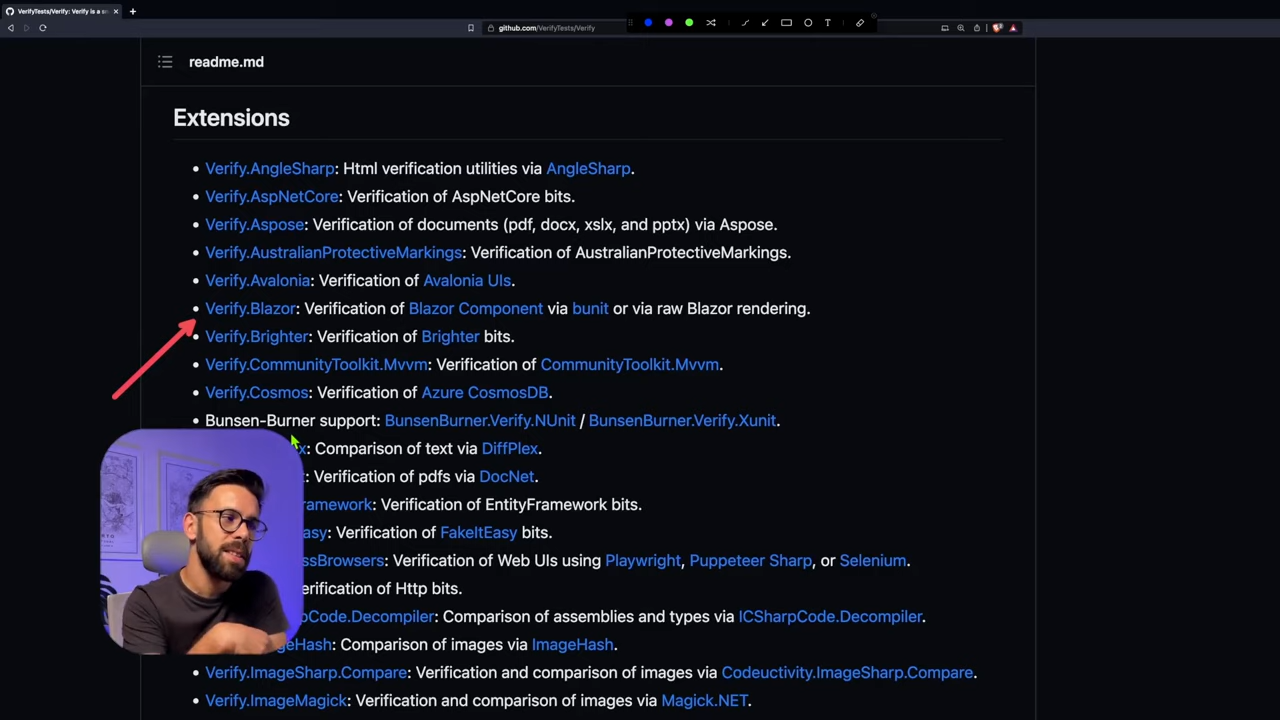 VerifyTests/Verify: Verify is a s
github.com/VerifyTests/Verify
T
readme.md
Extensions
Verify.AngleSharp: Html verification utilities via AngleSharp.
Verify.AspNetCore: Verification of AspNetCore bits.
Verify.Aspose: Verification of documents (pdf, docx, xslx, and pptx) via Aspose.
Verify.AustralianProtectiveMarkings: Verification of AustralianProtectiveMarkings.
Verify.Avalonia: Verification of Avalonia UIs.
Verify.Blazor: Verification of Blazor Component via bunit or via raw Blazor rendering.
Verify.Brighter: Verification of Brighter bits.
Verify.CommunityToolkit.Mvvm: Verification of CommunityToolkit.Mvvm.
Verify.Cosmos: Verification of Azure CosmosDB.
Bunsen-Burner support: BunsenBurner.Verify.NUnit / BunsenBurner.Verify.Xunit.
x: Comparison of text via DiffPlex.
: Verification of pdfs via DocNet.
ramework: Verification of EntityFramework bits.
asy: Verification of FakeItEasy bits.
ssBrowsers: Verification of Web UIs using Playwright, Puppeteer Sharp, or Selenium.
erification of Http bits.
pCode.Decompiler: Comparison of assemblies and types via ICSharpCode.Decompiler.
geHash: Comparison of images via ImageHash.
Verify.ImageSharp.Compare: Verification and comparison of images via Codeuctivity.ImageSharp.Compare.
Verify.ImageMagick: Verification and comparison of images via Magick.NET.